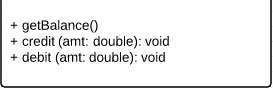 + getBalance()
+ credit (amt: double): void
+ debit (amt: double): void